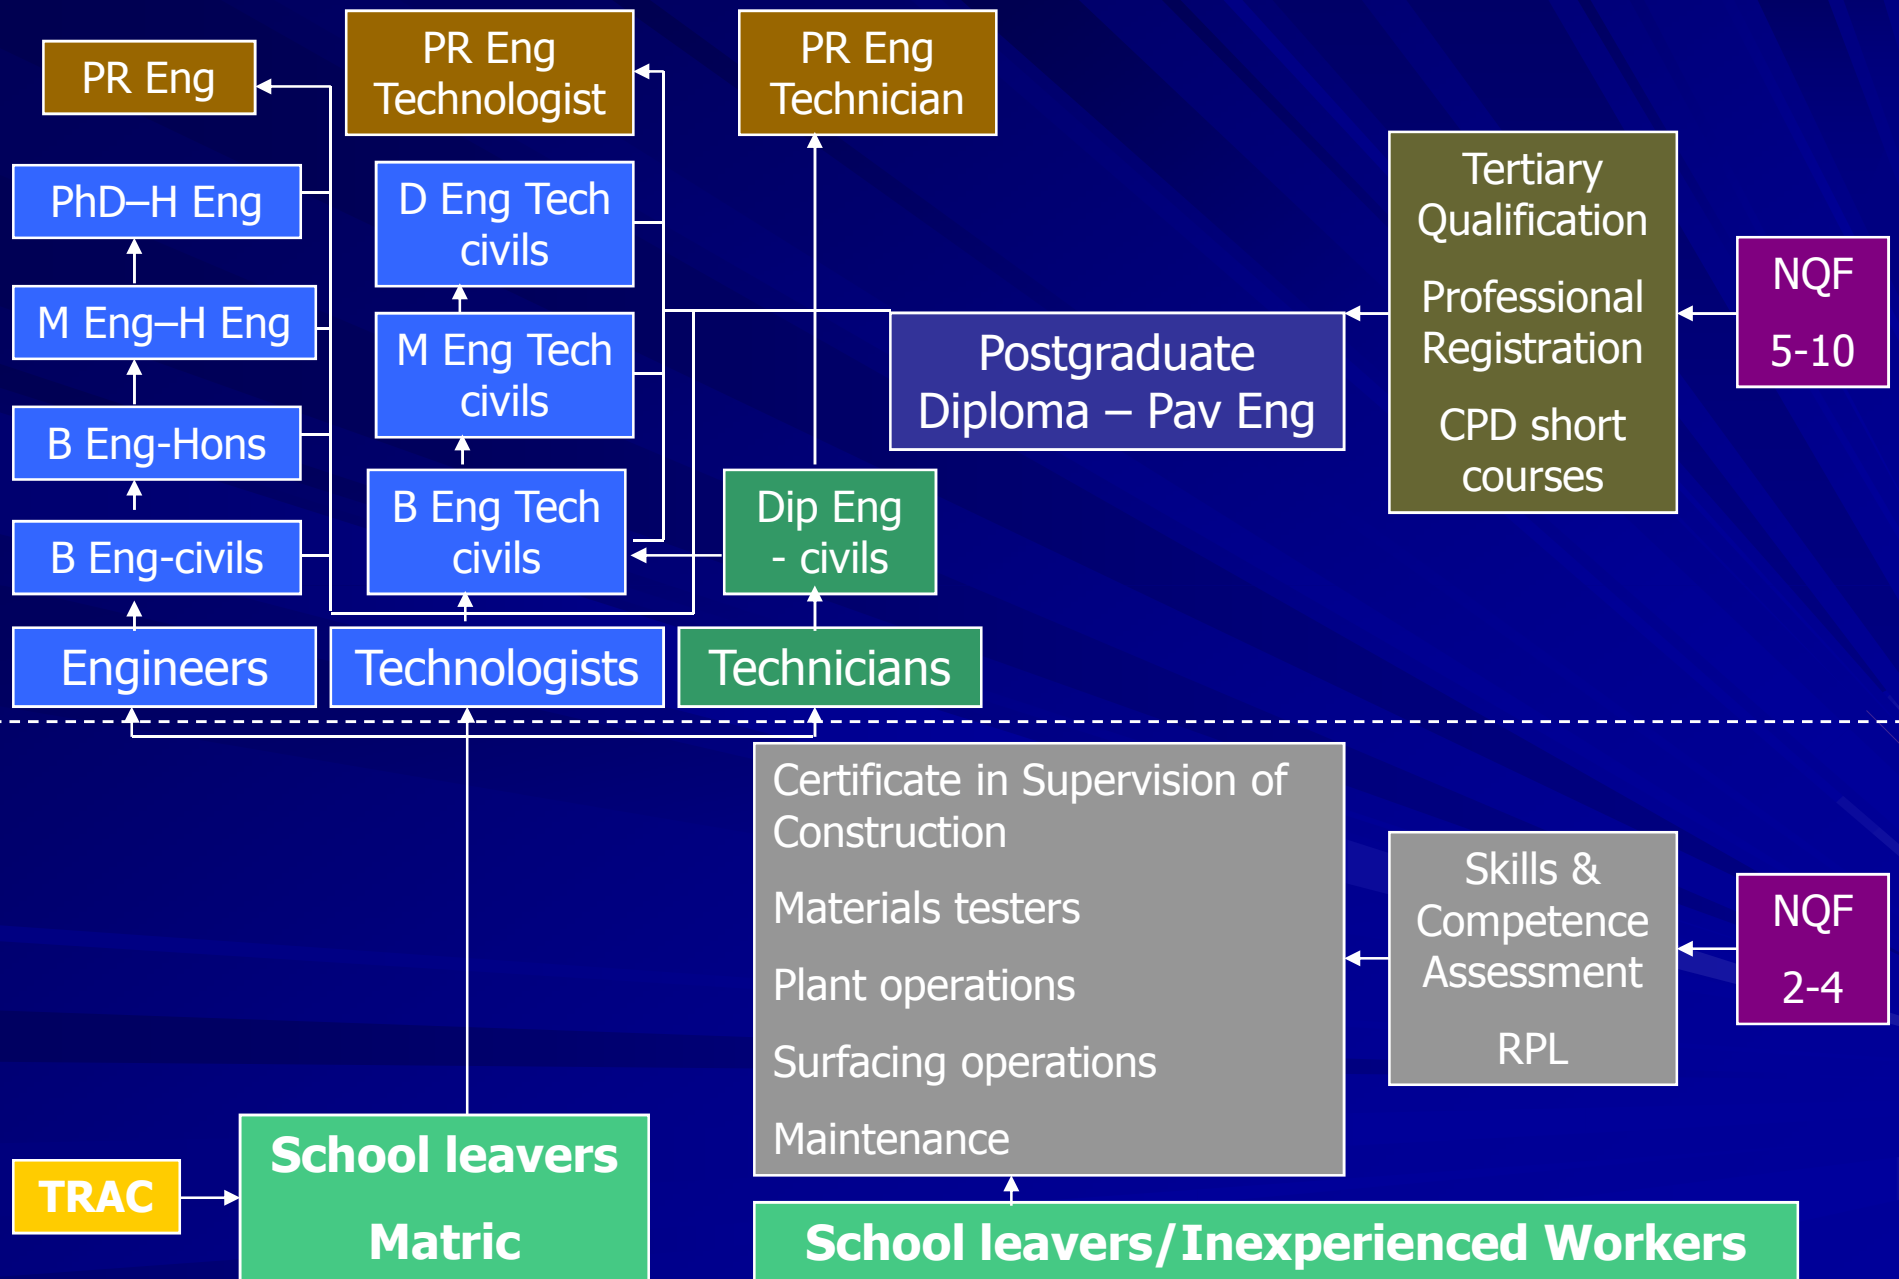 PR Eng
PR Eng
Technologist
PR Eng
Technician
PhD–H Eng
D Eng Tech
civils
M Eng–H Eng
M Eng Tech
civils
B Eng-Hons
B Eng Tech
civils
B Eng-civils
Dip Eng
- civils
Postgraduate
Diploma – Pav Eng
Tertiary
Qualification
Professional
Registration
CPD short
courses
NQF
5-10
Engineers
Technologists
Technicians
Certificate in Supervision of
Construction
Materials testers
Plant operations
Surfacing operations
Maintenance
Skills &
Competence
Assessment
RPL
NQF
2-4
TRAC
School leavers
Matric
School leavers/Inexperienced Workers